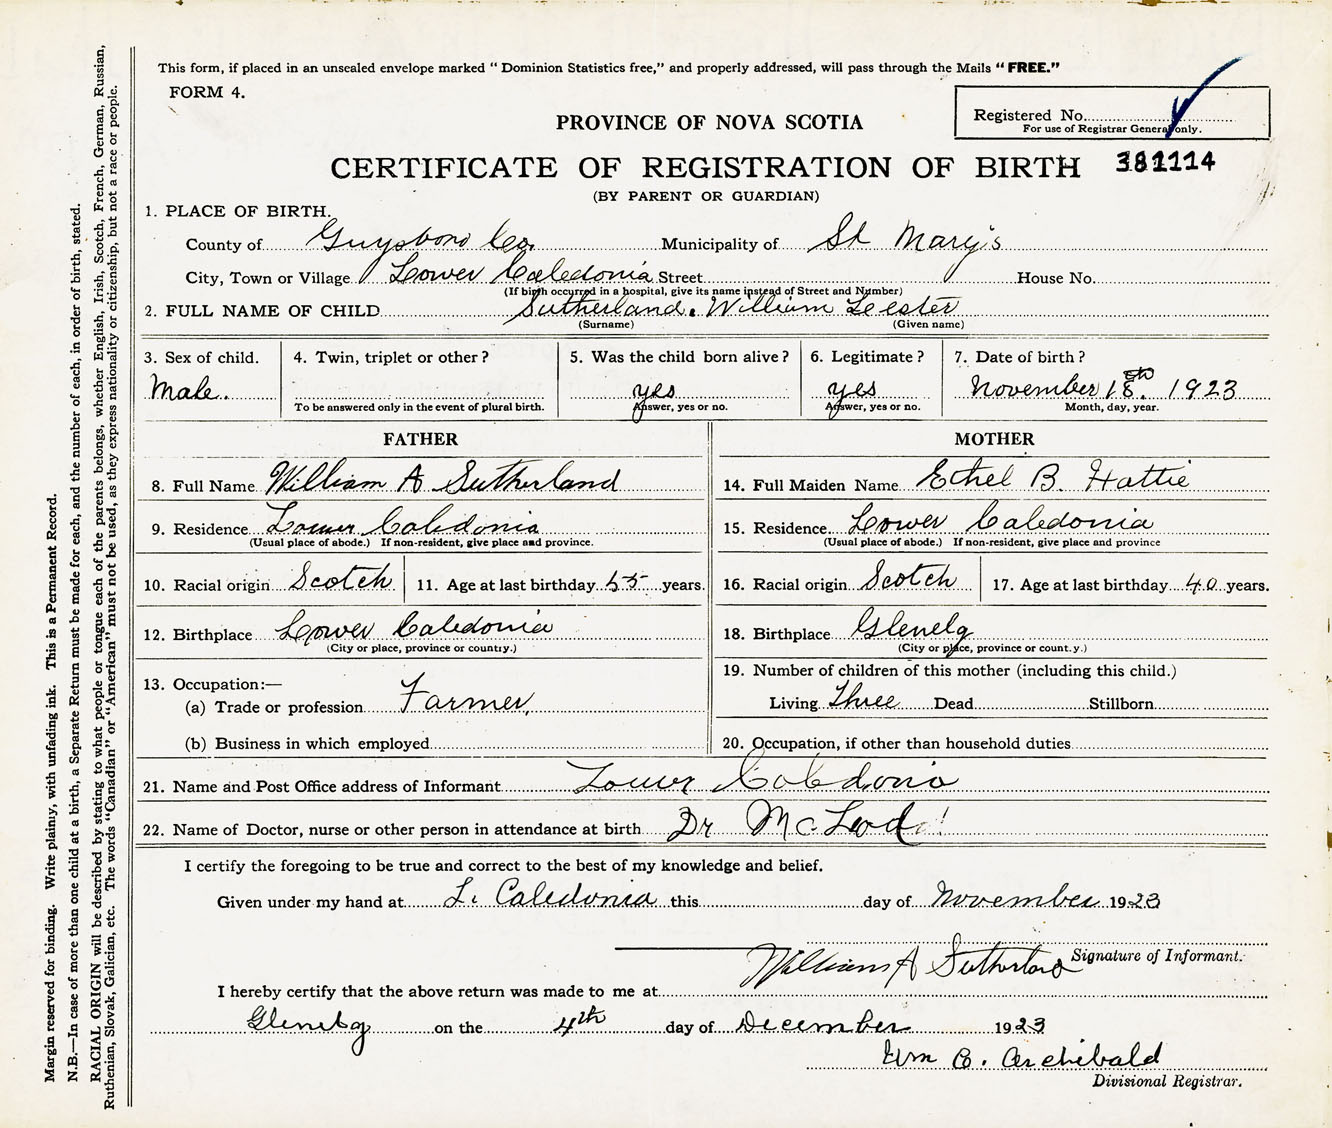 This form, if placed in an unsealed envelope marked " Dominion Statistics free," and properly addressed, will pass through the Mails " FREE."
FORM 4.
Registered No.
For use of Registrar General only.
PROVINCE OF NOVA SCOTIA
CERTIFICATE OF REGISTRATION OF BIRTH 381114
(BY PARENT OR GUARDIAN)
1. PLACE OF BIRTH.
County of Guysboro Co. Municipality of St Mary's
City, Town or Village Lower Caledonia Street House No.
(If birth occurred in a hospital, give its name instead of Street and Number)
2. FULL NAME OF CHILD Sutherland. William Lester
(Surname) (Given name)
3. Sex of child. 4. Twin, triplet or other ? 5. Was the child born alive ? 6. Legitimate ? 7. Date of birth ?
Male. yes yes November 18th. 1923
To be answered only in the event of plural birth. Answer, yes or no. Answer, yes or no. Month, day, year.
FATHER MOTHER
8. Full Name William A Sutherland 14. Full Maiden Name Ethel B. Hattie
9. Residence Lower Caledonia 15. Residence Lower Caledonia
(Usual place of abode.) If non-resident, give place and province. (Usual place of abode.) If non-resident, give place and province
10. Racial origin Scotch 11. Age at last birthday 55 years. 16. Racial origin Scotch 17. Age at last birthday 40 years.
12. Birthplace Lower Caledonia 18. Birthplace Glenelg
(City or place, province or country.) (City or place, province or count.y.)
13. Occupation:— 19. Number of children of this mother (including this child.)
(a) Trade or profession Farmer, Living Three Dead Stillborn
(b) Business in which employed 20. Occupation, if other than household duties
21. Name and Post Office address of Informant Lower Caledonia
22. Name of Doctor, nurse or other person in attendance at birth Dr McLeod
I certify the foregoing to be true and correct to the best of my knowledge and belief.
Given under my hand at L. Caledonia this day of November 1923
William A Sutherland Signature of Informant.
I hereby certify that the above return was made to me at
Glenelg on the 4th day of December 1923
Wm C. Archibald
Divisional Registrar.
Margin reserved for binding. Write plainly, with unfading ink. This is a Permanent Record.
N.B.—In case of more than one child at a birth, a Separate Return must be made for each, and the number of each, in order of birth, stated.
RACIAL ORIGIN will be described by stating to what people or tongue each of the parents belongs, whether English, Irish, Scotch, French, German, Russian,
Ruthenian, Slovak, Galician, etc. The words "Canadian" or "American" must not be used, as they express nationality or citizenship, but not a race or people.